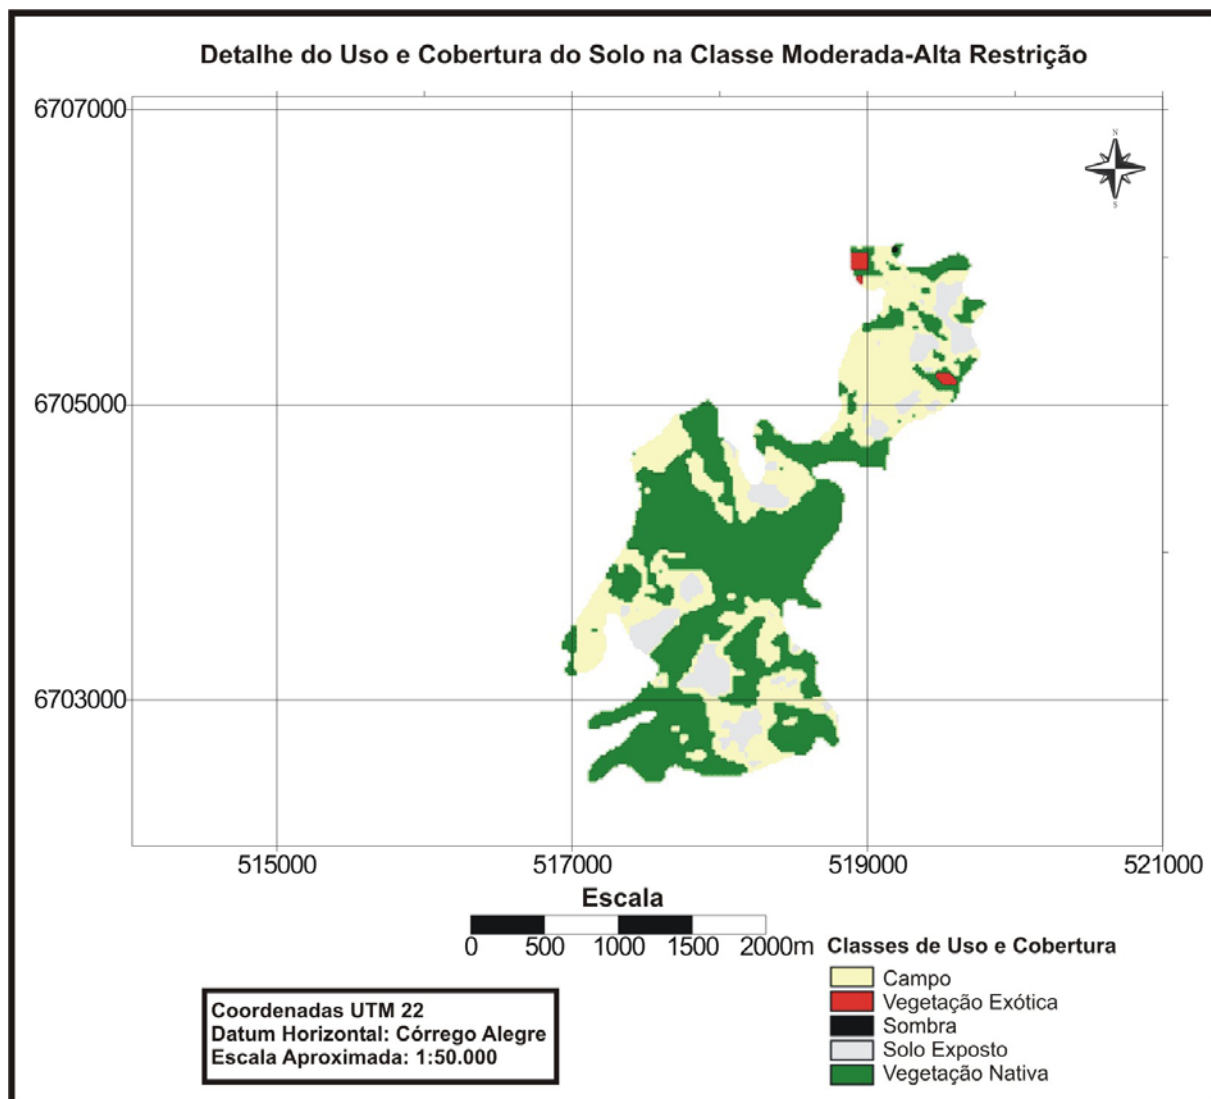 Detalhe do Uso e Cobertura do Solo na Classe Moderada-Alta Restrição
6707000
N
S
6705000
6703000
515000 517000 519000 521000
Escala
0 500 1000 1500 2000m
Classes de Uso e Cobertura
Campo
Vegetação Exótica
Sombra
Solo Exposto
Vegetação Nativa
Coordenadas UTM 22
Datum Horizontal: Córrego Alegre
Escala Aproximada: 1:50.000